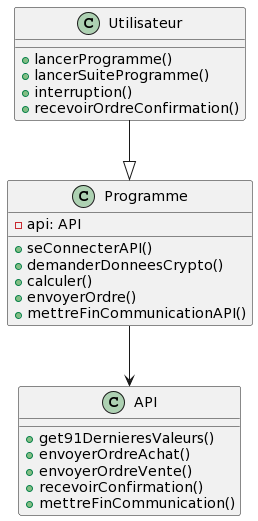 C Utilisateur
lancerProgramme()
lancerSuiteProgramme()
interruption()
recevoirOrdreConfirmation()
C Programme
api: API
seConnecterAPI()
demanderDonneesCrypto()
calculer()
envoyerOrdre()
mettreFinCommunicationAPI()
C API
get91DernieresValeurs()
envoyerOrdreAchat()
envoyerOrdreVente()
recevoirConfirmation()
mettreFinCommunication()